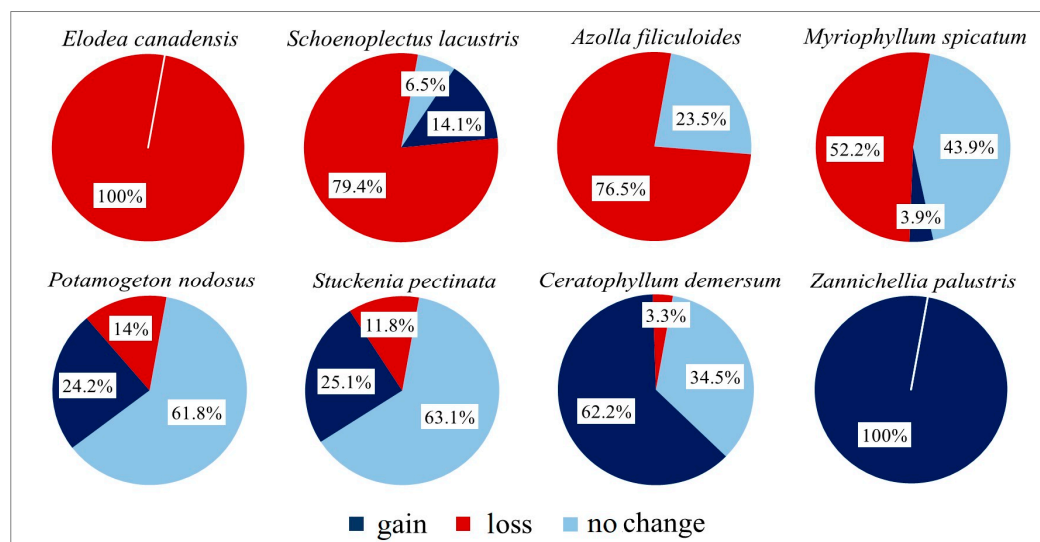 Elodea canadensis
Schoenoplectus lacustris
Azolla filiculoides
Myriophyllum spicatum
100%
6.5%
14.1%
79.4%
23.5%
76.5%
52.2%
43.9%
3.9%
Potamogeton nodosus
Stuckenia pectinata
Ceratophyllum demersum
Zannichellia palustris
14%
24.2%
61.8%
11.8%
25.1%
63.1%
3.3%
34.5%
62.2%
100%
gain loss no change